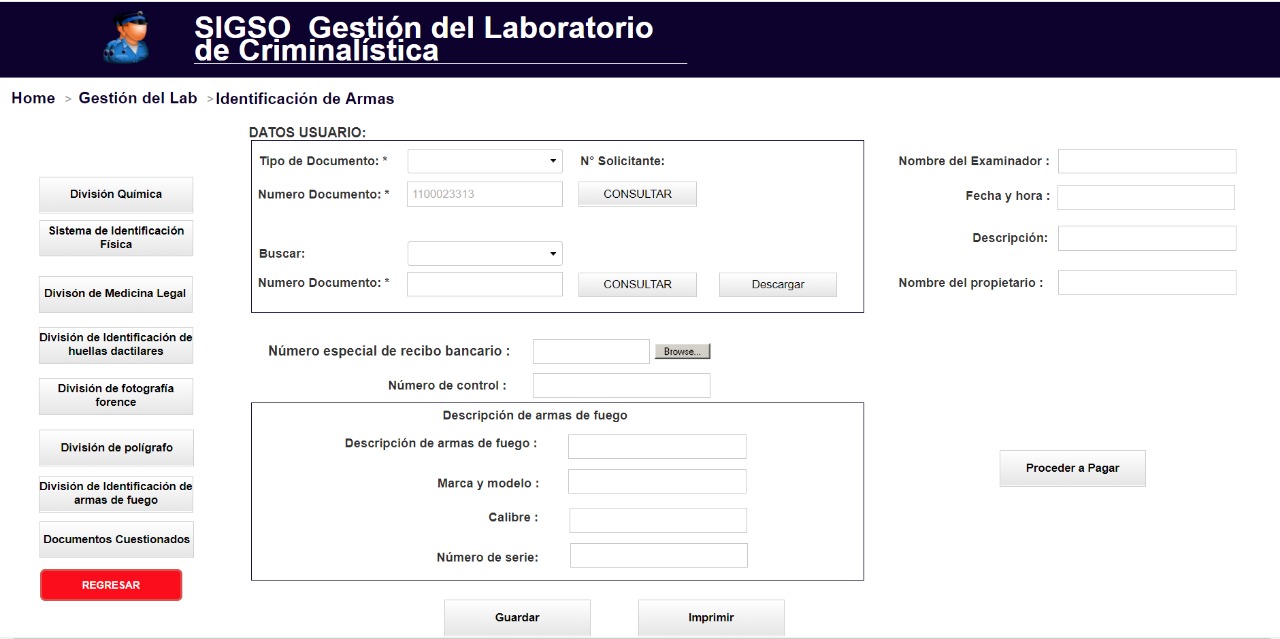 SIGSO  Gestión del Laboratorio
de Criminalística
Home > Gestión del Lab >Identificación de Armas
DATOS USUARIO:
Tipo de Documento: *
N° Solicitante:
Numero Documento: *
1100023313
CONSULTAR
Buscar:
Numero Documento: *
CONSULTAR
Descargar
Nombre del Examinador :
Fecha y hora :
Descripción:
Nombre del propietario :
División Química
Sistema de Identificación
Física
Divisón de Medicina Legal
División de Identificación de
huellas dactilares
División de fotografía
forence
División de polígrafo
División de Identificación de
armas de fuego
Documentos Cuestionados
REGRESAR
Número especial de recibo bancario :
Browse...
Número de control :
Descripción de armas de fuego
Descripción de armas de fuego :
Marca y modelo :
Calibre :
Número de serie:
Proceder a Pagar
Guardar
Imprimir